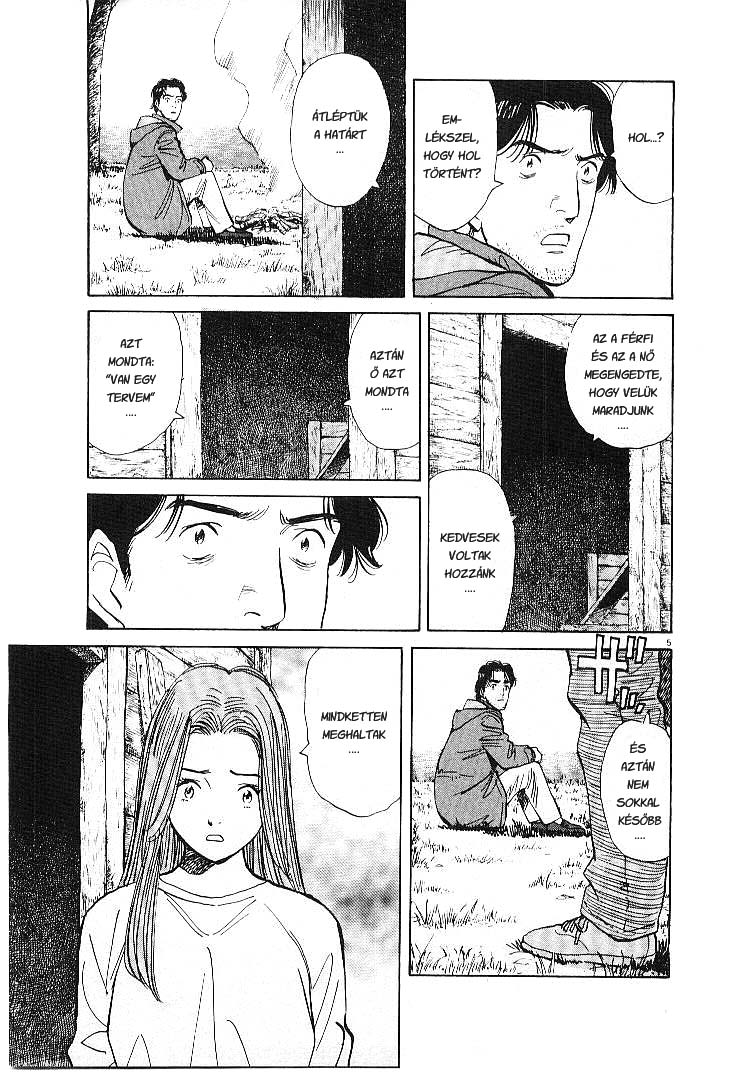 HOL...?
EM-
LÉKSZEL,
HOGY HOL
TÖRTÉNT?
ÁTLÉPTÜK
A HATÁRT
...
AZ A FÉRFI
ÉS AZ A NŐ
MEGENGEDTE,
HOGY VELÜK
MARADJUNK
....
KEDVESEK
VOLTAK
HOZZÁNK
....
AZTÁN
Ő AZT
MONDTA
....
AZT
MONDTA:
"VAN EGY
TERVEM"
....
5
ÉS
AZTÁN
NEM
SOKKAL
KÉSŐBB
....
MINDKETTEN
MEGHALTAK
....